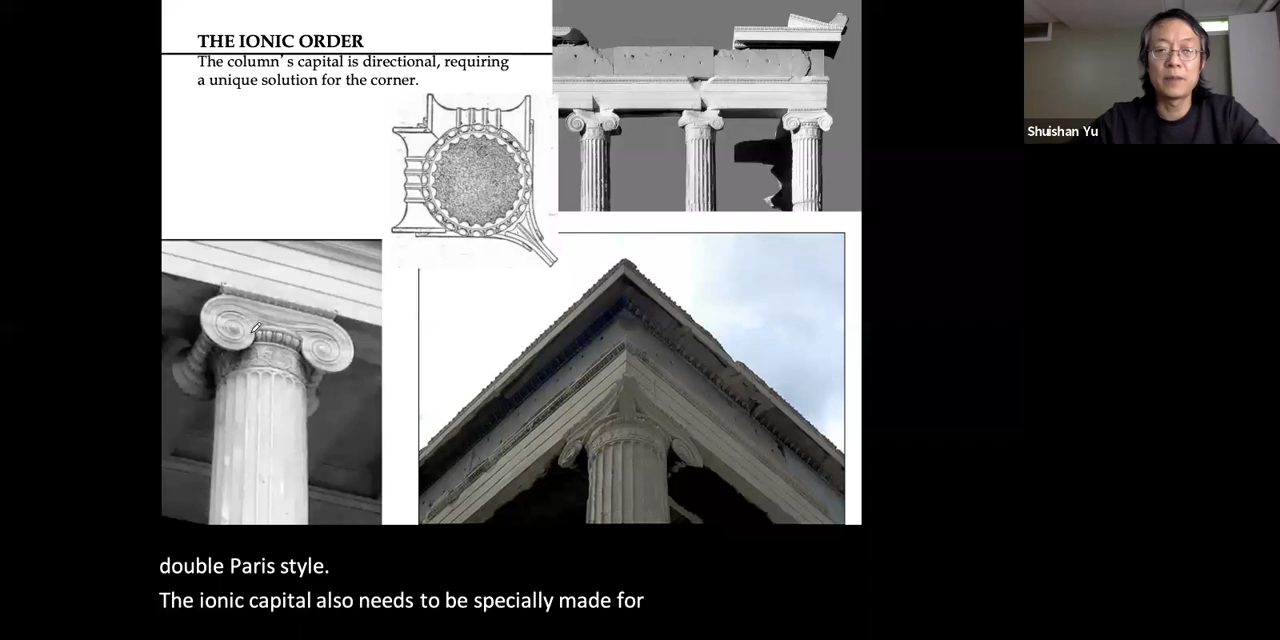 THE IONIC ORDER
The column's capital is directional, requiring
a unique solution for the corner.
Shuishan Yu
double Paris style.
The ionic capital also needs to be specially made for